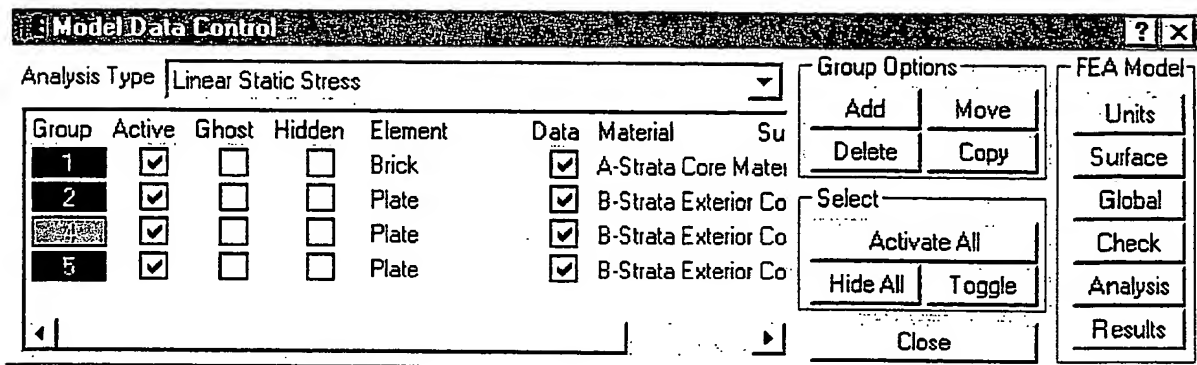 Model Data Control
Analysis Type Linear Static Stress
Group Active Ghost Hidden Element Data Material Su
1 Brick A-Strata Core Mater
2 Plate B-Strata Exterior Co
Plate B-Strata Exterior Co
5 Plate B-Strata Exterior Co
Group Options
Add Move
Delete Copy
Select
Activate All
Hide All Toggle
Close
FEA Model
Units
Surface
Global
Check
Analysis
Results